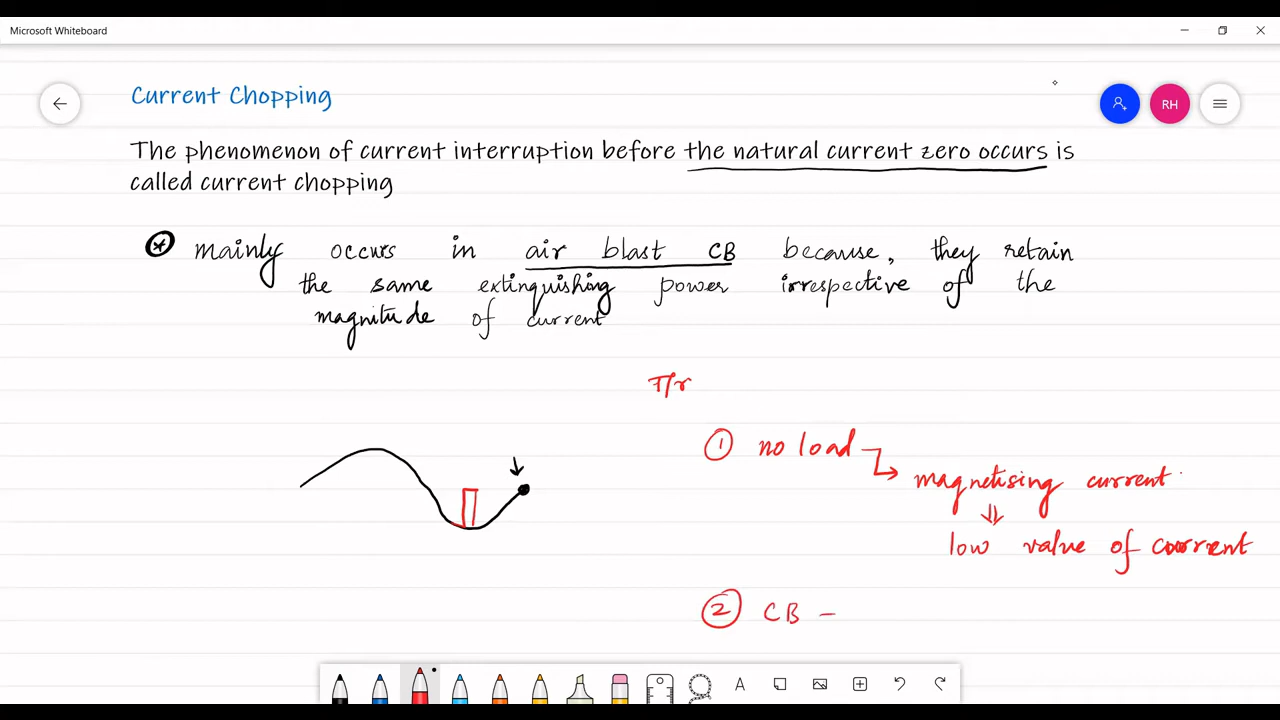 Microsoft Whiteboard
RH
Current Chopping
The phenomenon of current interruption before the natural current zero occurs is
called current chopping
mainly occurs in air blast CB because, they retain
the same extinguishing power irrespective of the
magnitude of current
T/r
1 no load
magnetising current
low value of current
2 CB -
A